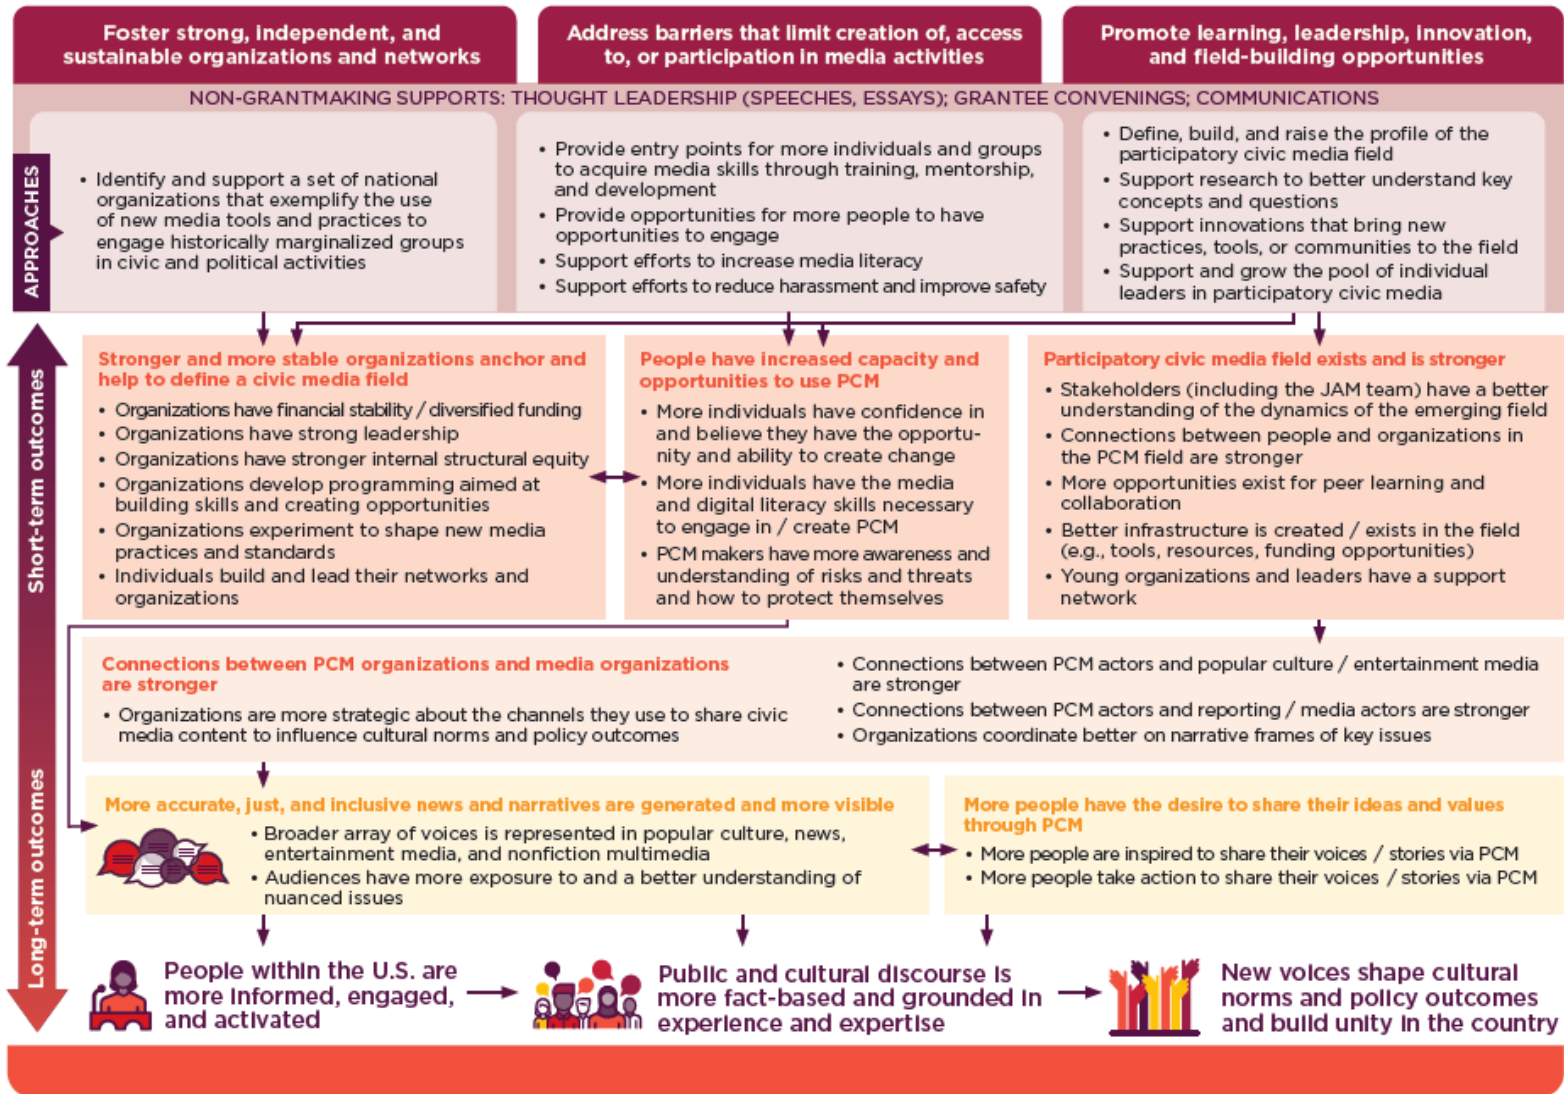 Foster strong, independent, and
sustainable organizations and networks
Address barriers that limit creation of, access
to, or participation in media activities
Promote learning, leadership, innovation,
and field-building opportunities
NON-GRANTMAKING SUPPORTS: THOUGHT LEADERSHIP (SPEECHES, ESSAYS); GRANTEE CONVENINGS; COMMUNICATIONS
APPROACHES
• Identify and support a set of national
organizations that exemplify the use
of new media tools and practices to
engage historically marginalized groups
in civic and political activities
• Provide entry points for more individuals and groups
to acquire media skills through training, mentorship,
and development
• Provide opportunities for more people to have
opportunities to engage
• Support efforts to increase media literacy
• Support efforts to reduce harassment and improve safety
• Define, build, and raise the profile of the
participatory civic media field
• Support research to better understand key
concepts and questions
• Support innovations that bring new
practices, tools, or communities to the field
• Support and grow the pool of individual
leaders in participatory civic media
Short-term outcomes
Stronger and more stable organizations anchor and
help to define a civic media field
• Organizations have financial stability / diversified funding
• Organizations have strong leadership
• Organizations have stronger internal structural equity
• Organizations develop programming aimed at
building skills and creating opportunities
• Organizations experiment to shape new media
practices and standards
• Individuals build and lead their networks and
organizations
People have increased capacity and
opportunities to use PCM
• More individuals have confidence in
and believe they have the opportu-
nity and ability to create change
• More individuals have the media
and digital literacy skills necessary
to engage in / create PCM
• PCM makers have more awareness and
understanding of risks and threats
and how to protect themselves
Participatory civic media field exists and is stronger
• Stakeholders (including the JAM team) have a better
understanding of the dynamics of the emerging field
• Connections between people and organizations in
the PCM field are stronger
• More opportunities exist for peer learning and
collaboration
• Better infrastructure is created / exists in the field
(e.g., tools, resources, funding opportunities)
• Young organizations and leaders have a support
network
Connections between PCM organizations and media organizations
are stronger
• Organizations are more strategic about the channels they use to share civic
media content to influence cultural norms and policy outcomes
• Connections between PCM actors and popular culture / entertainment media
are stronger
• Connections between PCM actors and reporting / media actors are stronger
• Organizations coordinate better on narrative frames of key issues
Long-term outcomes
More accurate, just, and inclusive news and narratives are generated and more visible
• Broader array of voices is represented in popular culture, news,
entertainment media, and nonfiction multimedia
• Audiences have more exposure to and a better understanding of
nuanced issues
More people have the desire to share their ideas and values
through PCM
• More people are inspired to share their voices / stories via PCM
• More people take action to share their voices / stories via PCM
People within the U.S. are
more informed, engaged,
and activated
Public and cultural discourse is
more fact-based and grounded in
experience and expertise
New voices shape cultural
norms and policy outcomes
and build unity in the country